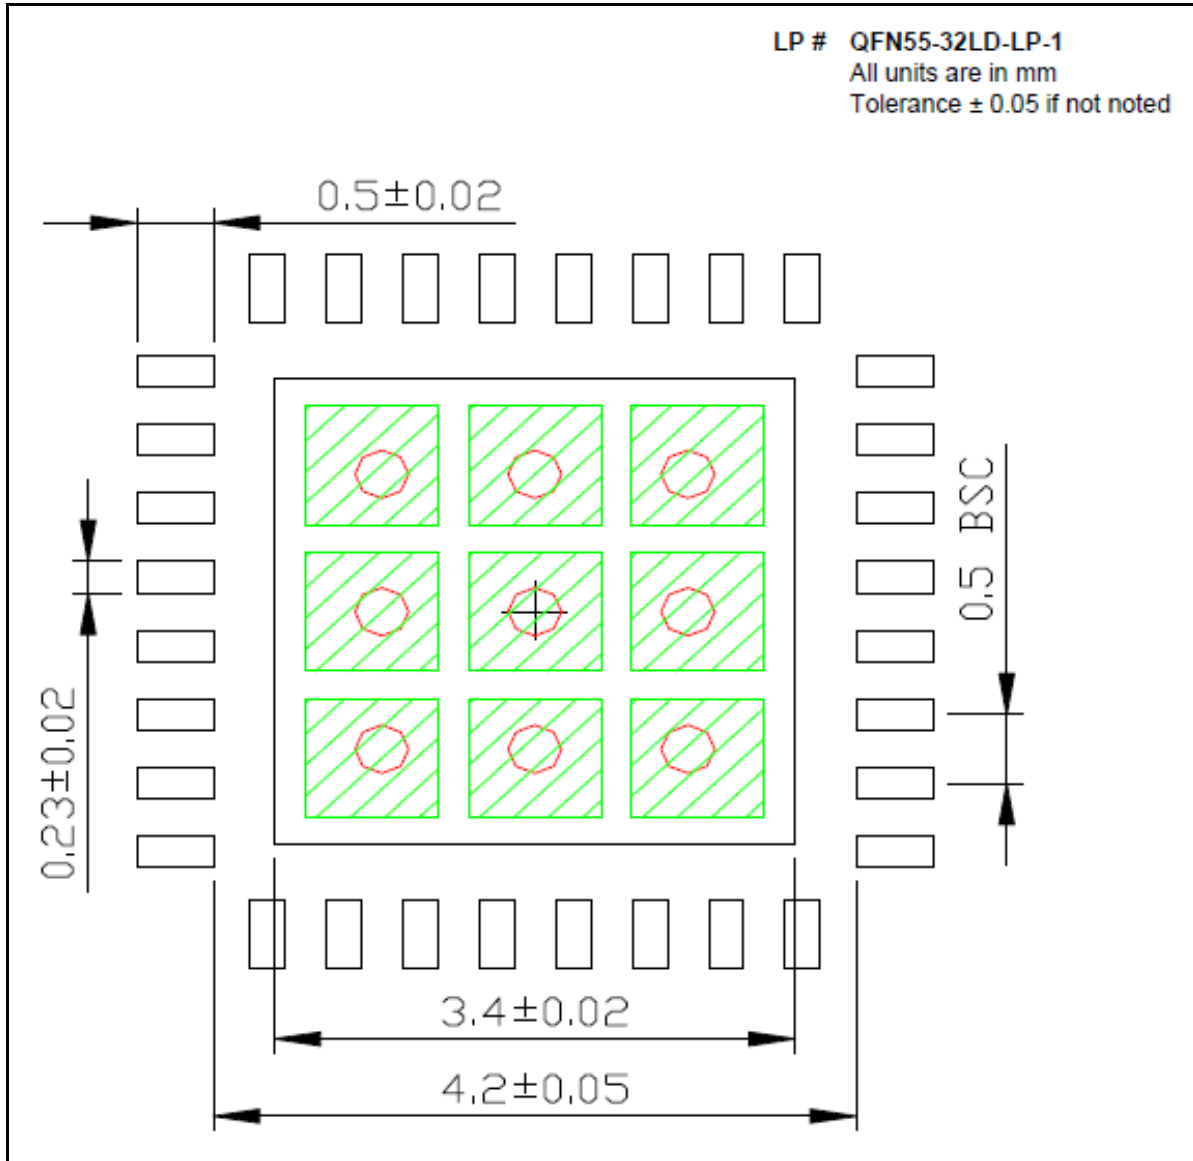 LP # QFN55-32LD-LP-1
All units are in mm
Tolerance ± 0.05 if not noted
0.5±0.02
0.5 BSC
0.23±0.02
3.4±0.02
4.2±0.05